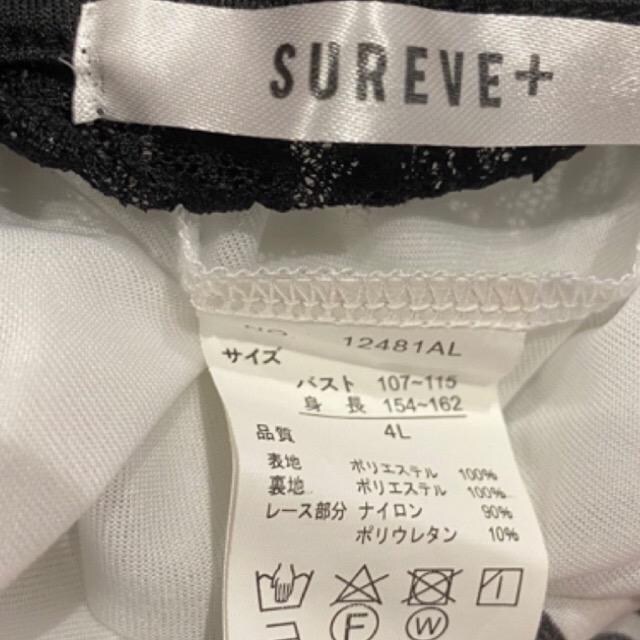 SUREVE+
NO. 12481AL
サイズ
バスト 107~115
身長 154~162
4L
品質
表地 ポリエステル 100%
裏地 ポリエステル 100%
レース部分 ナイロン 90%
ポリウレタン 10%
F W